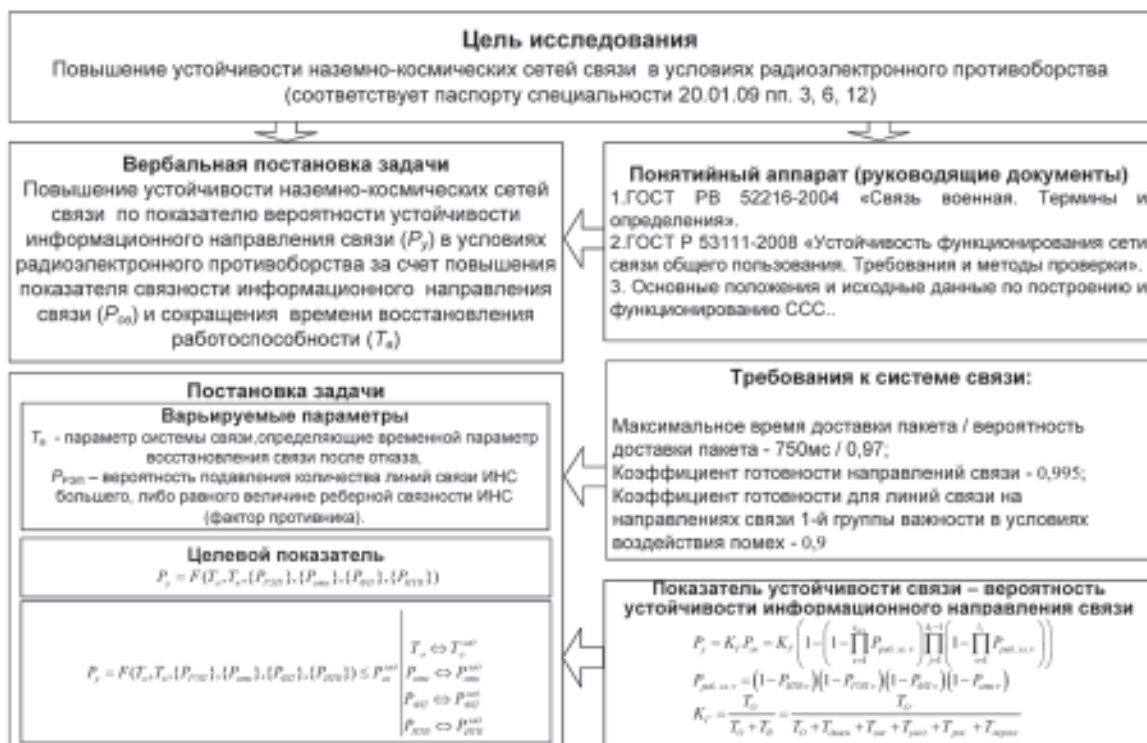 Цель исследования
Повышение устойчивости наземно-космических сетей связи в условиях радиоэлектронного противоборства
(соответствует паспорту специальности 20.01.09 пп. 3, 6, 12)
Вербальная постановка задачи
Повышение устойчивости наземно-космических сетей
связи по показателю вероятности устойчивости
информационного направления связи (Pу) в условиях
радиоэлектронного противоборства за счет повышения
показателя связности информационного направления
связи (Pсв) и сокращения времени восстановления
работоспособности (Tв)
Понятийный аппарат (руководящие документы)
1.ГОСТ РВ 52216-2004 «Связь военная. Термины и
определения».
2.ГОСТ Р 53111-2008 «Устойчивость функционирования сети
связи общего пользования. Требования и методы проверки».
3. Основные положения и исходные данные по построению и
функционированию ССС..
Постановка задачи
Варьируемые параметры
Tв - параметр системы связи,определяющие временной параметр
восстановления связи после отказа,
PРЭП – вероятность подавления количества линий связи ИНС
большего, либо равного величине реберной связности ИНС
(фактор противника).
Требования к системе связи:
Максимальное время доставки пакета / вероятность
доставки пакета - 750мс / 0,97;
Коэффициент готовности направлений связи - 0,995;
Коэффициент готовности для линий связи на
направлениях связи 1-й группы важности в условиях
воздействия помех - 0,9
Целевой показатель
Показатель устойчивости связи – вероятность
устойчивости информационного направления связи